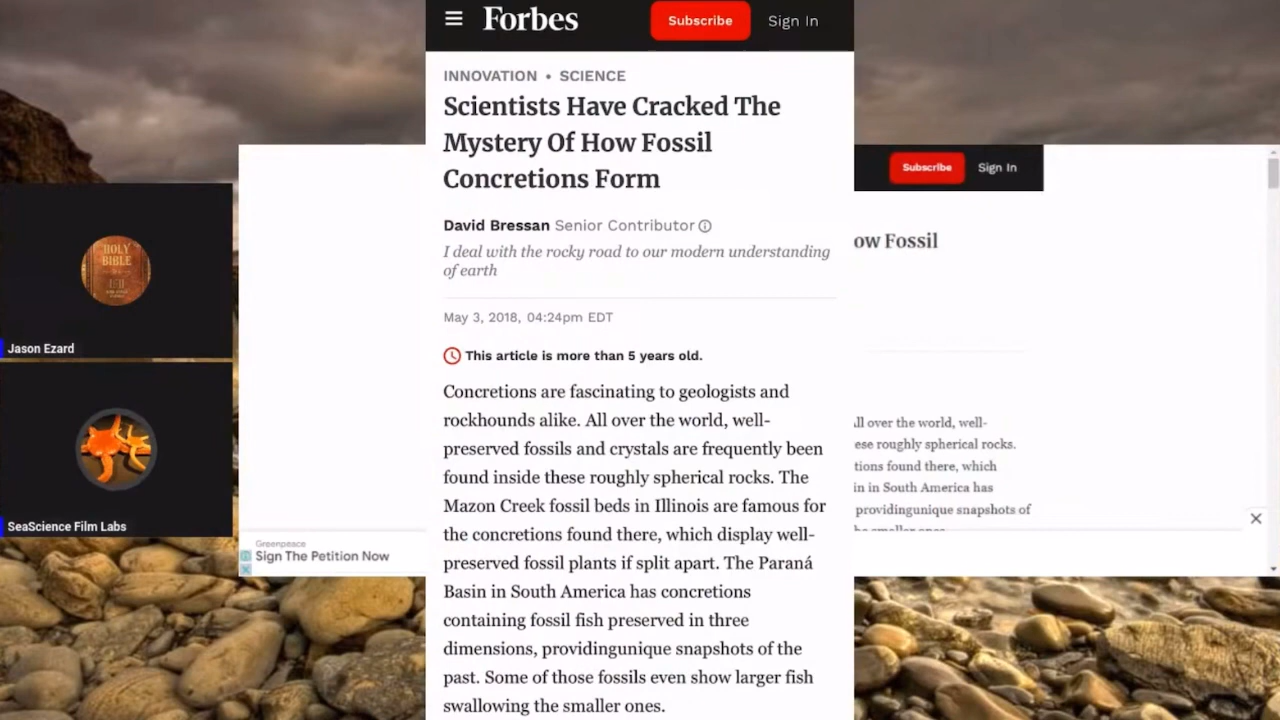 Forbes
Subscribe
Sign In
INNOVATION • SCIENCE
Scientists Have Cracked The
Mystery Of How Fossil
Concretions Form
David Bressan Senior Contributor
I deal with the rocky road to our modern understanding
of earth
May 3, 2018, 04:24pm EDT
This article is more than 5 years old.
Concretions are fascinating to geologists and
rockhounds alike. All over the world, well-
preserved fossils and crystals are frequently been
found inside these roughly spherical rocks. The
Mazon Creek fossil beds in Illinois are famous for
the concretions found there, which display well-
preserved fossil plants if split apart. The Paraná
Basin in South America has concretions
containing fossil fish preserved in three
dimensions, providingunique snapshots of the
past. Some of those fossils even show larger fish
swallowing the smaller ones.
HOLY
BIBLE
Jason Ezard
SeaScience Film Labs
Greenpeace
Sign The Petition Now
Subscribe
Sign In
ow Fossil
ll over the world, well-
ese roughly spherical rocks.
tions found there, which
in in South America has
providingunique snapshots of